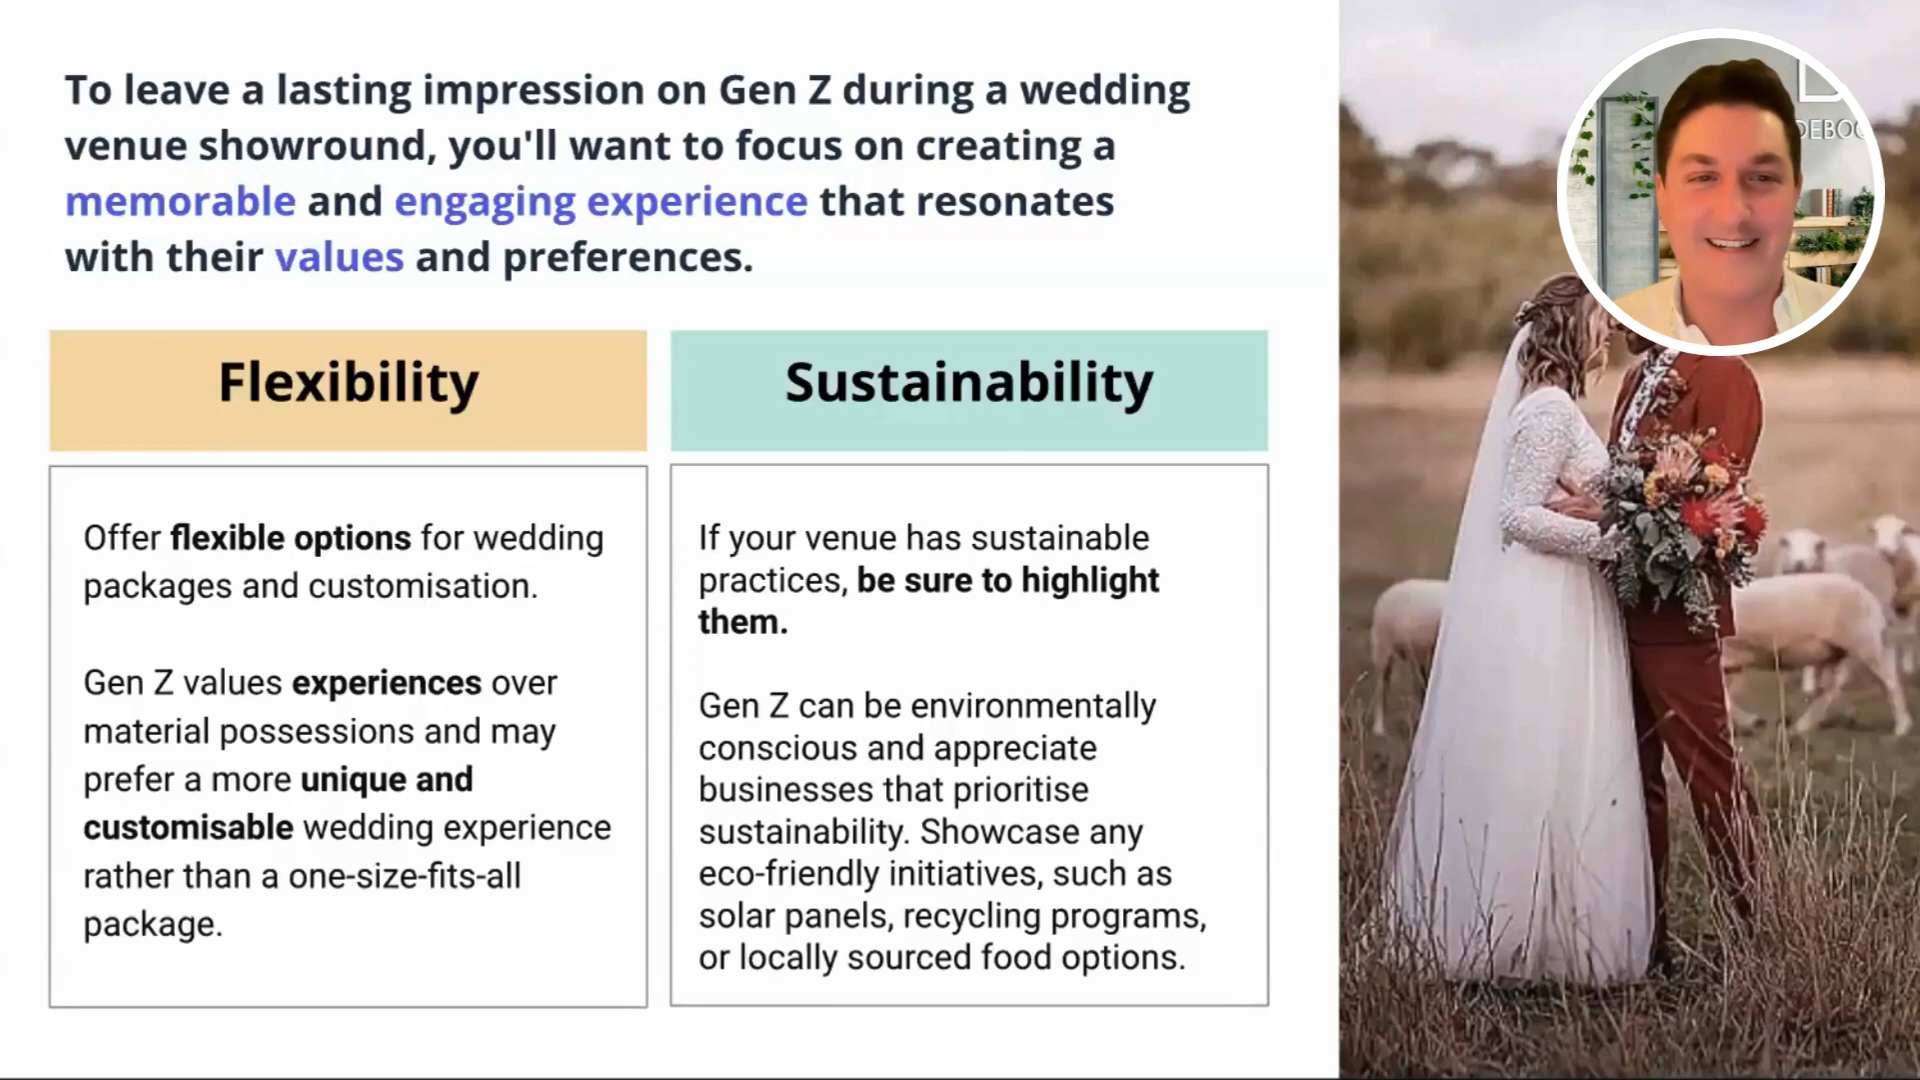 To leave a lasting impression on Gen Z during a wedding
venue showround, you'll want to focus on creating a
memorable and engaging experience that resonates
with their values and preferences.
Flexibility
Offer flexible options for wedding
packages and customisation.
Gen Z values experiences over
material possessions and may
prefer a more unique and
customisable wedding experience
rather than a one-size-fits-all
package.
Sustainability
If your venue has sustainable
practices, be sure to highlight
them.
Gen Z can be environmentally
conscious and appreciate
businesses that prioritise
sustainability. Showcase any
eco-friendly initiatives, such as
solar panels, recycling programs,
or locally sourced food options.